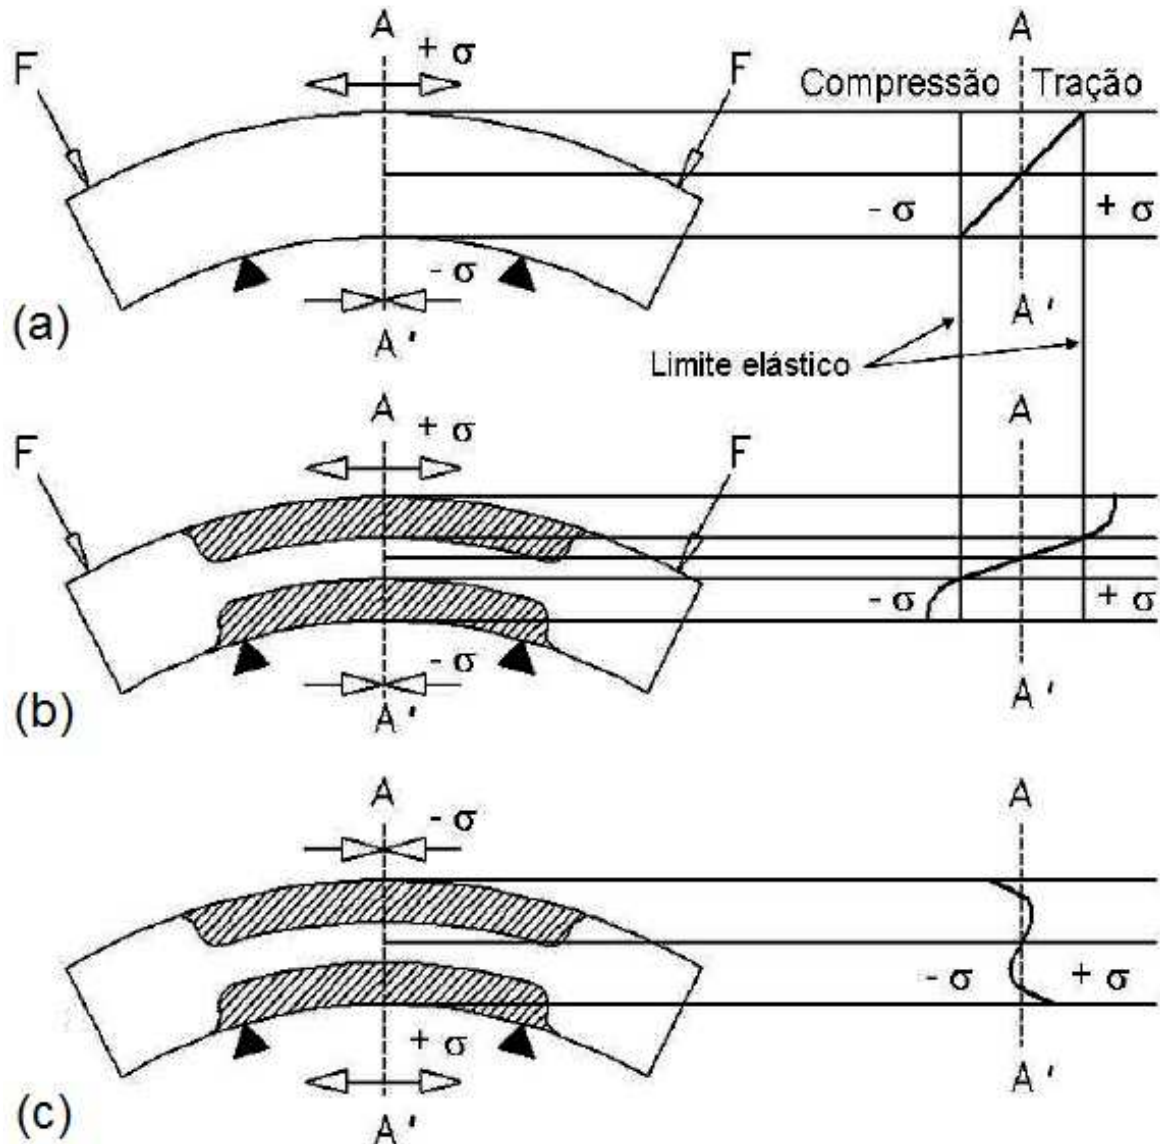 A
+ σ
F
F
- σ
A'
(a)
A
Compressão
Tração
- σ
+ σ
A'
Limite elástico
A
+ σ
F
F
- σ
A'
(b)
A
- σ
+ σ
A'
A
- σ
+ σ
A'
(c)
A
- σ
+ σ
A'